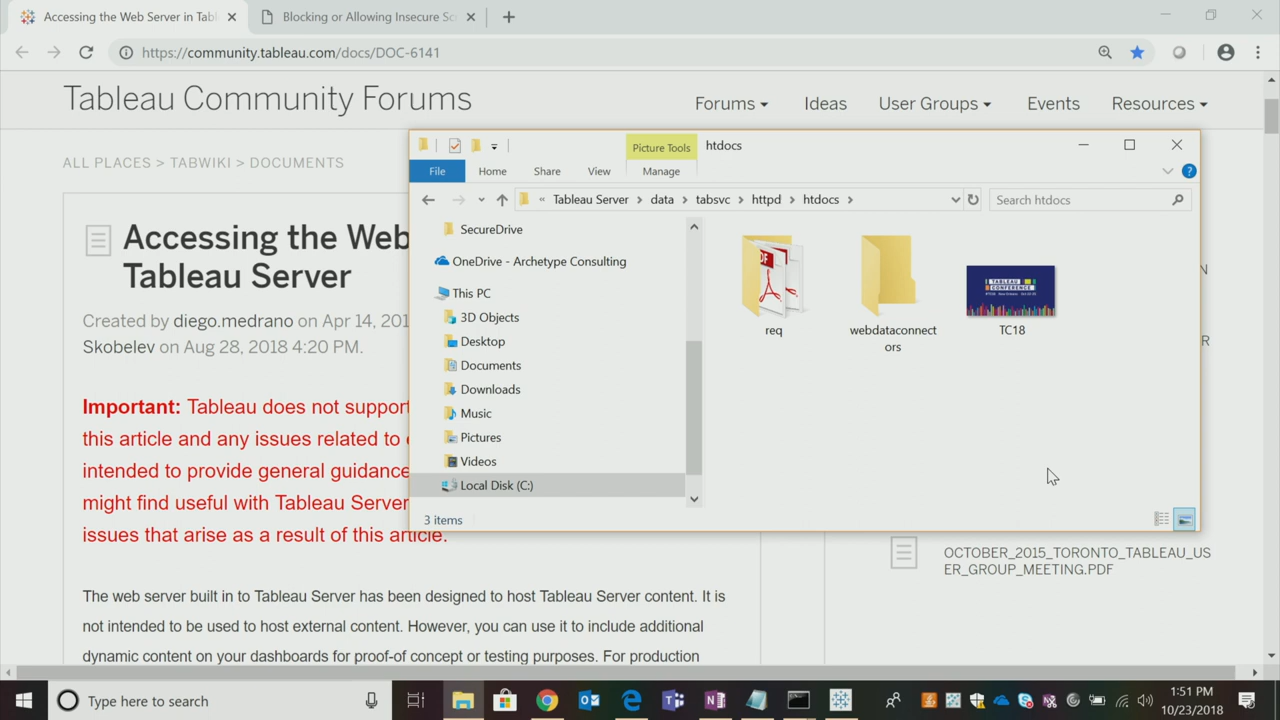 Accessing the Web Server in Tabl
Blocking or Allowing Insecure Sc
https://community.tableau.com/docs/DOC-6141
Tableau Community Forums
Forums
Ideas
User Groups
Events
Resources
ALL PLACES > TABWIKI > DOCUMENTS
Accessing the Web
Tableau Server
Created by diego.medrano on Apr 14, 201
Skobelev on Aug 28, 2018 4:20 PM.
Important: Tableau does not support
this article and any issues related to
intended to provide general guidance
might find useful with Tableau Server
issues that arise as a result of this article.
The web server built in to Tableau Server has been designed to host Tableau Server content. It is
not intended to be used to host external content. However, you can use it to include additional
dynamic content on your dashboards for proof-of concept or testing purposes. For production
Picture Tools
htdocs
File
Home
Share
View
Manage
« Tableau Server > data > tabsvc > httpd > htdocs >
Search htdocs
SecureDrive
OneDrive - Archetype Consulting
This PC
3D Objects
Desktop
Documents
Downloads
Music
Pictures
Videos
Local Disk (C:)
req
webdataconnect
ors
TABLEAU
CONFERENCE
TC18
3 items
N
R
OCTOBER_2015_TORONTO_TABLEAU_US
ER_GROUP_MEETING.PDF
Type here to search
1:51 PM
10/23/2018